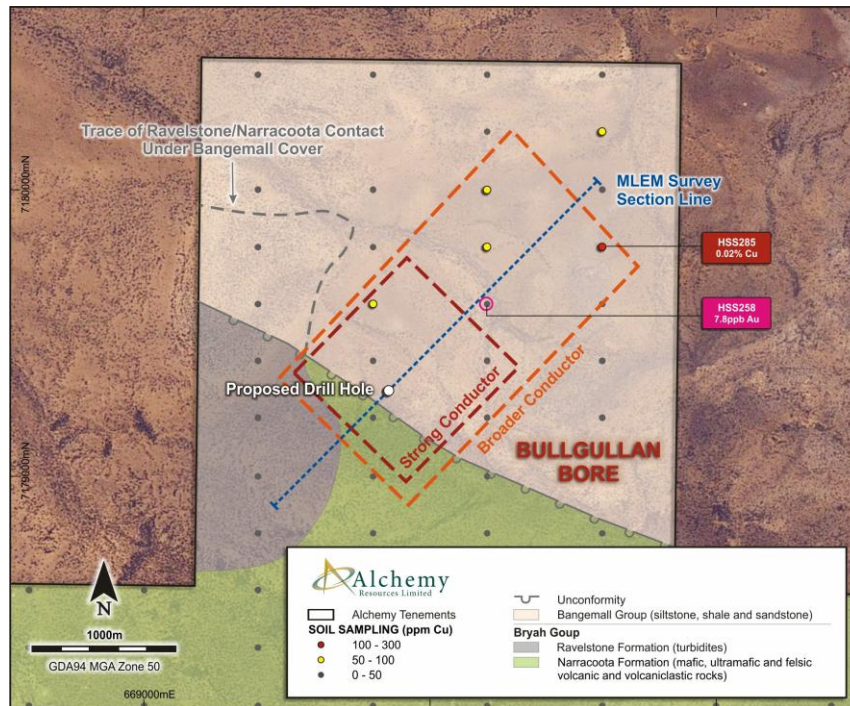 Trace of Ravelstone/Narracoota Contact
Under Bangemall Cover
7180000mN
MLEM Survey
Section Line
HSS285
0.02% Cu
HSS258
7.8ppb Au
Proposed Drill Hole
Strong Conductor
Broader Conductor
BULLGULLAN
BORE
7179000mN
N
1000m
GDA94 MGA Zone 50
669000mE
Alchemy
Resources Limited
Alchemy Tenements
SOIL SAMPLING (ppm Cu)
100 - 300
50 - 100
0 - 50
Unconformity
Bangemall Group (siltstone, shale and sandstone)
Bryah Goup
Ravelstone Formation (turbidites)
Narracoota Formation (mafic, ultramafic and felsic
volcanic and volcaniclastic rocks)